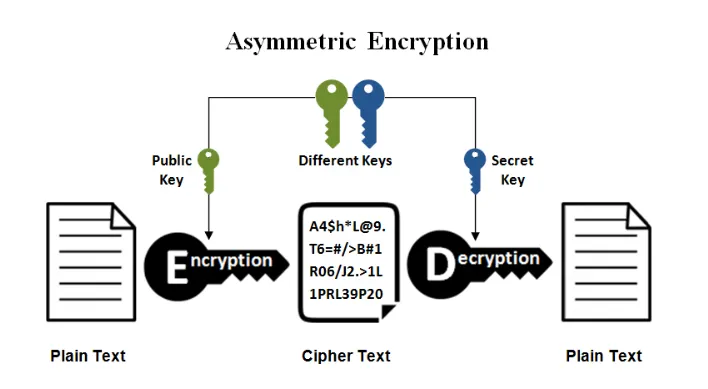 Asymmetric Encryption
Public
Key
Different Keys
Secret
Key
Encryption
A4$h*L@9.
T6=#/>B#1
R06/J2.>1L
1PRL39P20
Decryption
Plain Text
Cipher Text
Plain Text